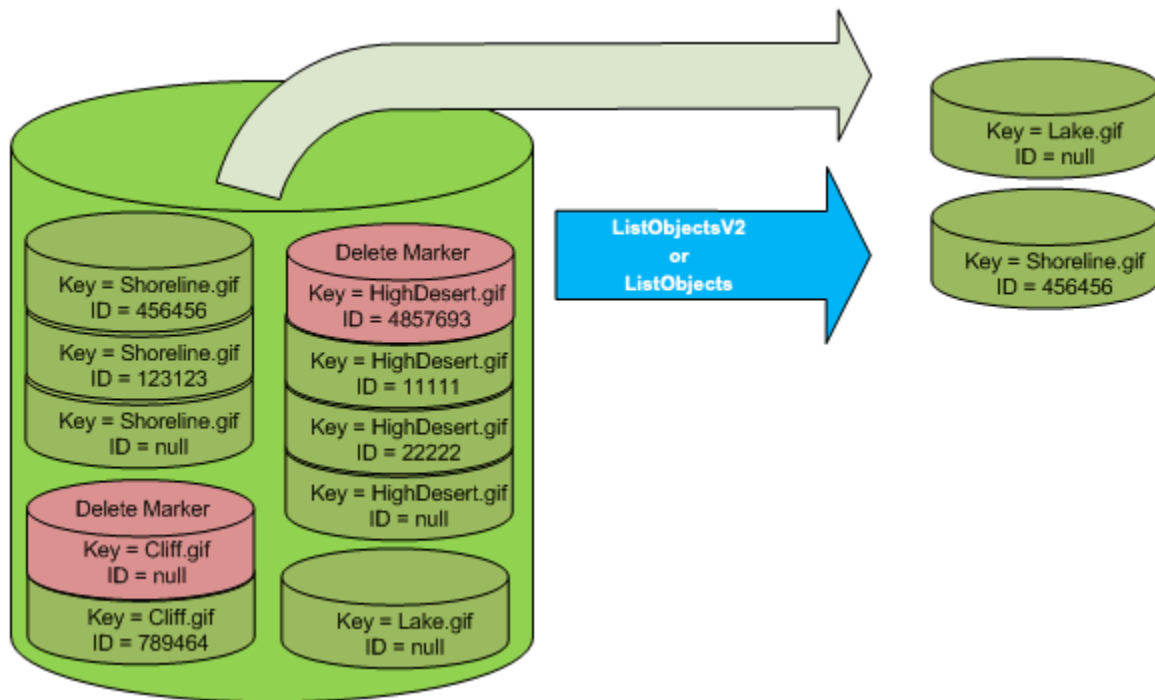 Key = Lake.gif
ID = null
ListObjectsV2
or
ListObjects
Key = Shoreline.gif
ID = 456456
Key = Shoreline.gif
ID = 456456
Key = Shoreline.gif
ID = 123123
Key = Shoreline.gif
ID = null
Delete Marker
Key = HighDesert.gif
ID = 4857693
Key = HighDesert.gif
ID = 11111
Key = HighDesert.gif
ID = 22222
Key = HighDesert.gif
ID = null
Delete Marker
Key = Cliff.gif
ID = null
Key = Cliff.gif
ID = 789464
Key = Lake.gif
ID = null